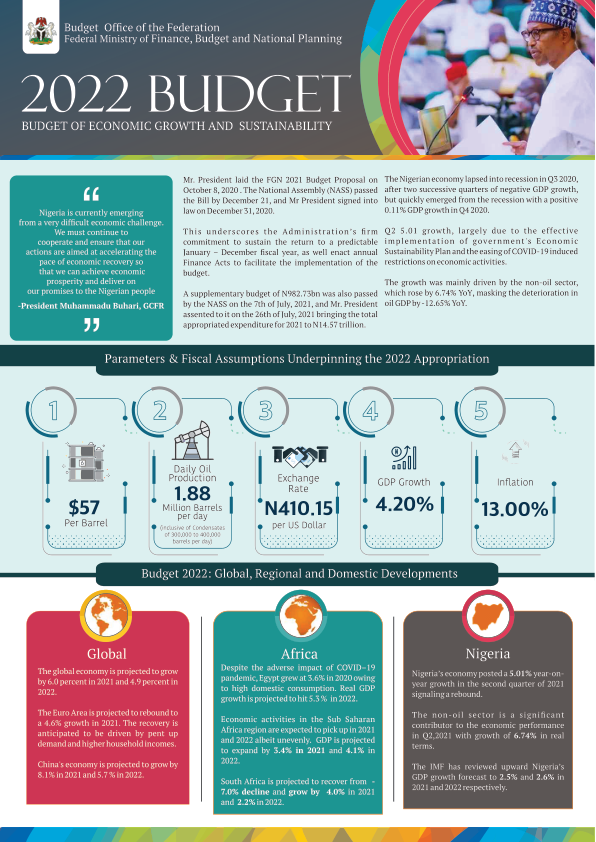 Budget Office of the Federation
Federal Ministry of Finance, Budget and National Planning
2022 BUDGET
BUDGET OF ECONOMIC GROWTH AND SUSTAINABILITY
“
Nigeria is currently emerging
from a very difficult economic challenge.
We must continue to
cooperate and ensure that our
actions are aimed at accelerating the
pace of economic recovery so
that we can achieve economic
prosperity and deliver on
our promises to the Nigerian people
-President Muhammadu Buhari, GCFR
”
Mr. President laid the FGN 2021 Budget Proposal on
October 8, 2020 . The National Assembly (NASS) passed
the Bill by December 21, and Mr President signed into
law on December 31, 2020.
This underscores the Administration's firm
commitment to sustain the return to a predictable
January – December fiscal year, as well enact annual
Finance Acts to facilitate the implementation of the
budget.
A supplementary budget of N982.73bn was also passed
by the NASS on the 7th of July, 2021, and Mr. President
assented to it on the 26th of July, 2021 bringing the total
appropriated expenditure for 2021 to N14.57 trillion.
The Nigerian economy lapsed into recession in Q3 2020,
after two successive quarters of negative GDP growth,
but quickly emerged from the recession with a positive
0.11% GDP growth in Q4 2020.
Q2 5.01 growth, largely due to the effective
implementation of government's Economic
Sustainability Plan and the easing of COVID-19 induced
restrictions on economic activities.
The growth was mainly driven by the non-oil sector,
which rose by 6.74% YoY, masking the deterioration in
oil GDP by -12.65% YoY.
Parameters & Fiscal Assumptions Underpinning the 2022 Appropriation
1
$57
Per Barrel
2
Daily Oil
Production
1.88
Million Barrels
per day
(Inclusive of Condensates
of 300,000 to 400,000
barrels per day)
3
Exchange
Rate
N410.15
per US Dollar
4
GDP Growth
4.20%
5
Inflation
13.00%
Budget 2022: Global, Regional and Domestic Developments
Global
The global economy is projected to grow
by 6.0 percent in 2021 and 4.9 percent in
2022.
The Euro Area is projected to rebound to
a 4.6% growth in 2021. The recovery is
anticipated to be driven by pent up
demand and higher household incomes.
China's economy is projected to grow by
8.1% in 2021 and 5.7 % in 2022.
Africa
Despite the adverse impact of COVID–19
pandemic, Egypt grew at 3.6% in 2020 owing
to high domestic consumption. Real GDP
growth is projected to hit 5.3 % in 2022.
Economic activities in the Sub Saharan
Africa region are expected to pick up in 2021
and 2022 albeit unevenly. GDP is projected
to expand by 3.4% in 2021 and 4.1% in
2022.
South Africa is projected to recover from -
7.0% decline and grow by 4.0% in 2021
and 2.2% in 2022.
Nigeria
Nigeria's economy posted a 5.01% year-on-
year growth in the second quarter of 2021
signaling a rebound.
The non-oil sector is a significant
contributor to the economic performance
in Q2,2021 with growth of 6.74% in real
terms.
The IMF has reviewed upward Nigeria's
GDP growth forecast to 2.5% and 2.6% in
2021 and 2022 respectively.